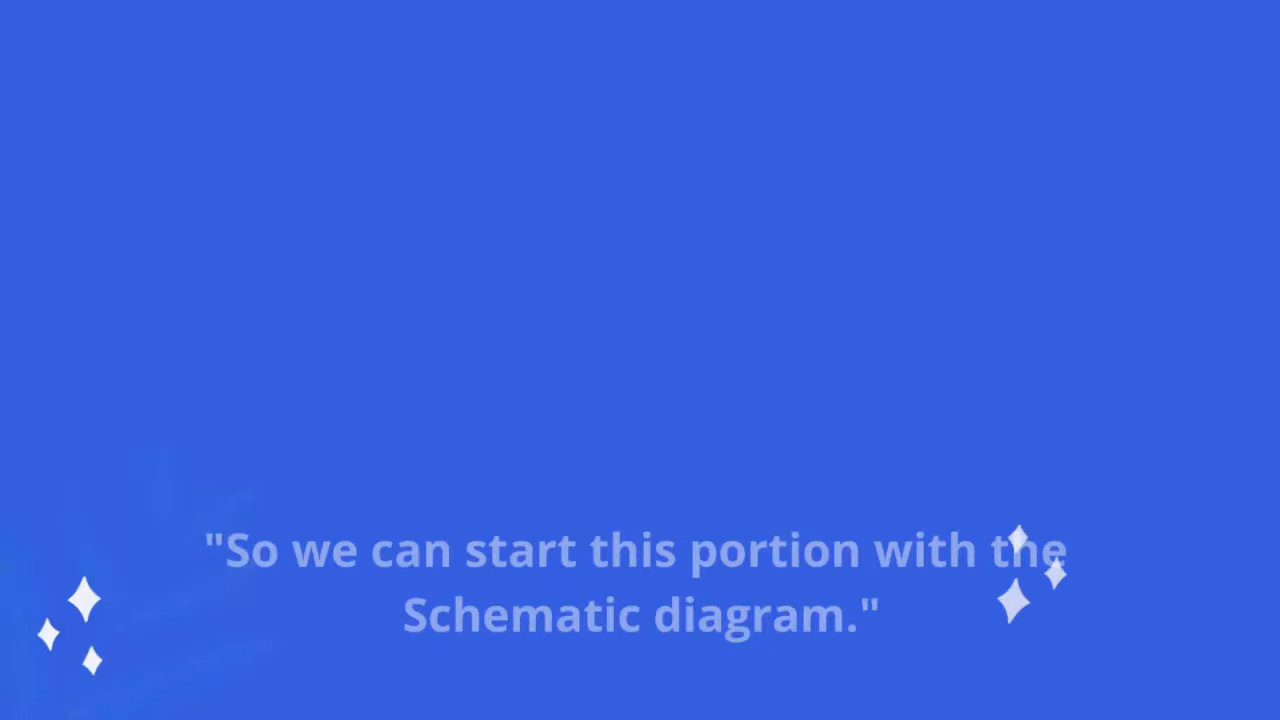 "So we can start this portion with the
Schematic diagram."